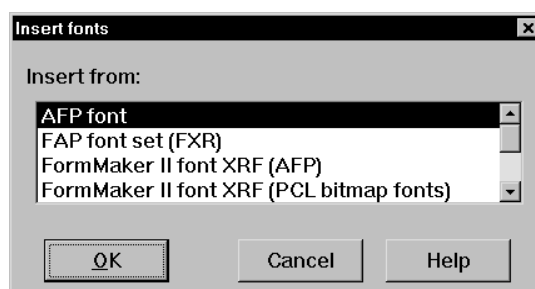 Insert fonts
Insert from:
AFP font
FAP font set (FXR)
FormMaker II font XRF (AFP)
FormMaker II font XRF (PCL bitmap fonts)
OK Cancel Help